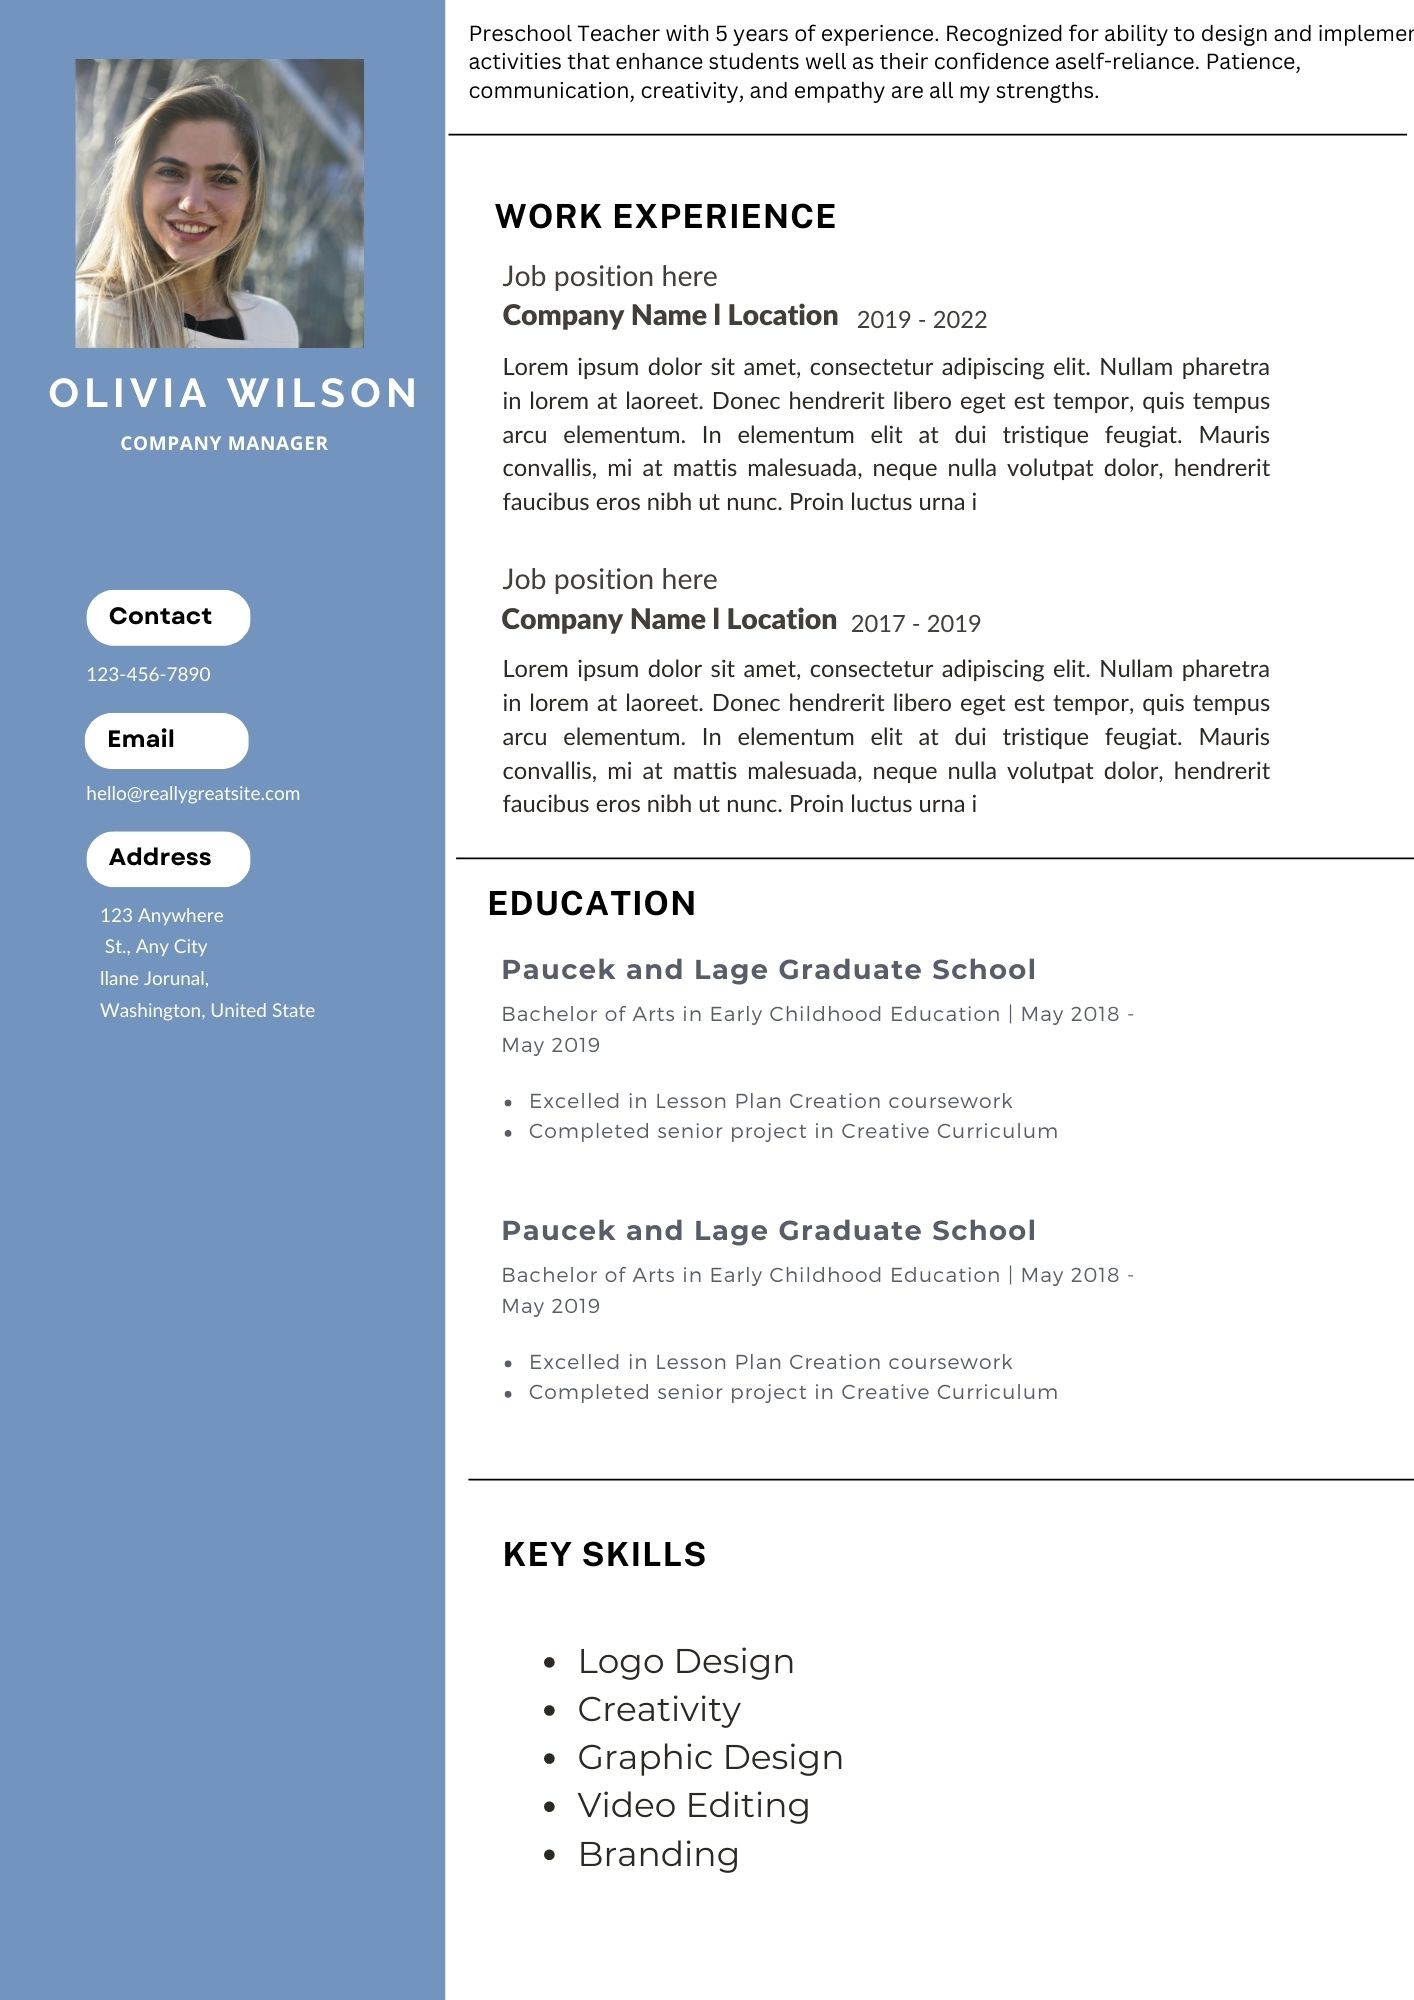 Preschool Teacher with 5 years of experience. Recognized for ability to design and implemen
activities that enhance students well as their confidence aself-reliance. Patience,
communication, creativity, and empathy are all my strengths.
OLIVIA WILSON
COMPANY MANAGER
Contact
123-456-7890
Email
hello@reallygreatsite.com
Address
123 Anywhere
St., Any City
llane Jorunal,
Washington, United State
WORK EXPERIENCE
Job position here
Company Name l Location 2019 - 2022
Lorem ipsum dolor sit amet, consectetur adipiscing elit. Nullam pharetra
in lorem at laoreet. Donec hendrerit libero eget est tempor, quis tempus
arcu elementum. In elementum elit at dui tristique feugiat. Mauris
convallis, mi at mattis malesuada, neque nulla volutpat dolor, hendrerit
faucibus eros nibh ut nunc. Proin luctus urna i
Job position here
Company Name l Location 2017 - 2019
Lorem ipsum dolor sit amet, consectetur adipiscing elit. Nullam pharetra
in lorem at laoreet. Donec hendrerit libero eget est tempor, quis tempus
arcu elementum. In elementum elit at dui tristique feugiat. Mauris
convallis, mi at mattis malesuada, neque nulla volutpat dolor, hendrerit
faucibus eros nibh ut nunc. Proin luctus urna i
EDUCATION
Paucek and Lage Graduate School
Bachelor of Arts in Early Childhood Education | May 2018 -
May 2019
• Excelled in Lesson Plan Creation coursework
• Completed senior project in Creative Curriculum
Paucek and Lage Graduate School
Bachelor of Arts in Early Childhood Education | May 2018 -
May 2019
• Excelled in Lesson Plan Creation coursework
• Completed senior project in Creative Curriculum
KEY SKILLS
• Logo Design
• Creativity
• Graphic Design
• Video Editing
• Branding